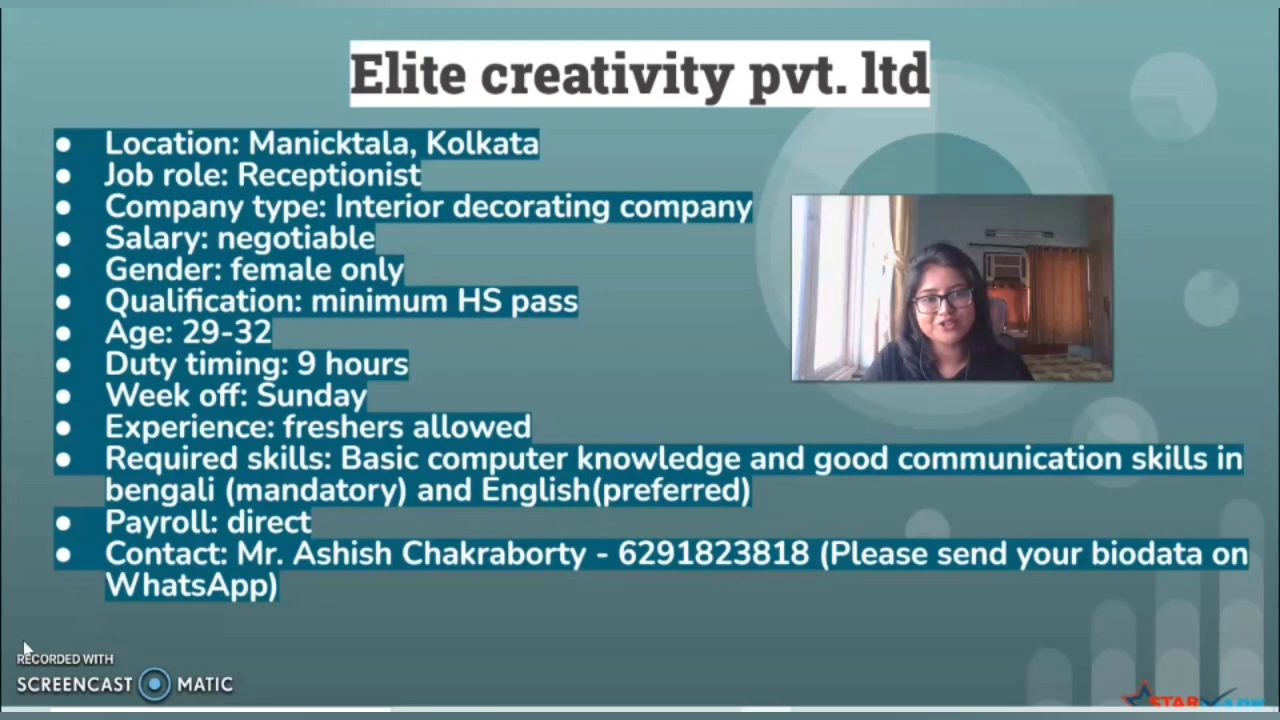 Elite creativity pvt. ltd
● Location: Manicktala, Kolkata
● Job role: Receptionist
● Company type: Interior decorating company
● Salary: negotiable
● Gender: female only
● Qualification: minimum HS pass
● Age: 29-32
● Duty timing: 9 hours
● Week off: Sunday
● Experience: freshers allowed
● Required skills: Basic computer knowledge and good communication skills in
bengali (mandatory) and English(preferred)
● Payroll: direct
● Contact: Mr. Ashish Chakraborty - 6291823818 (Please send your biodata on
WhatsApp)
RECORDED WITH
SCREENCAST MATIC